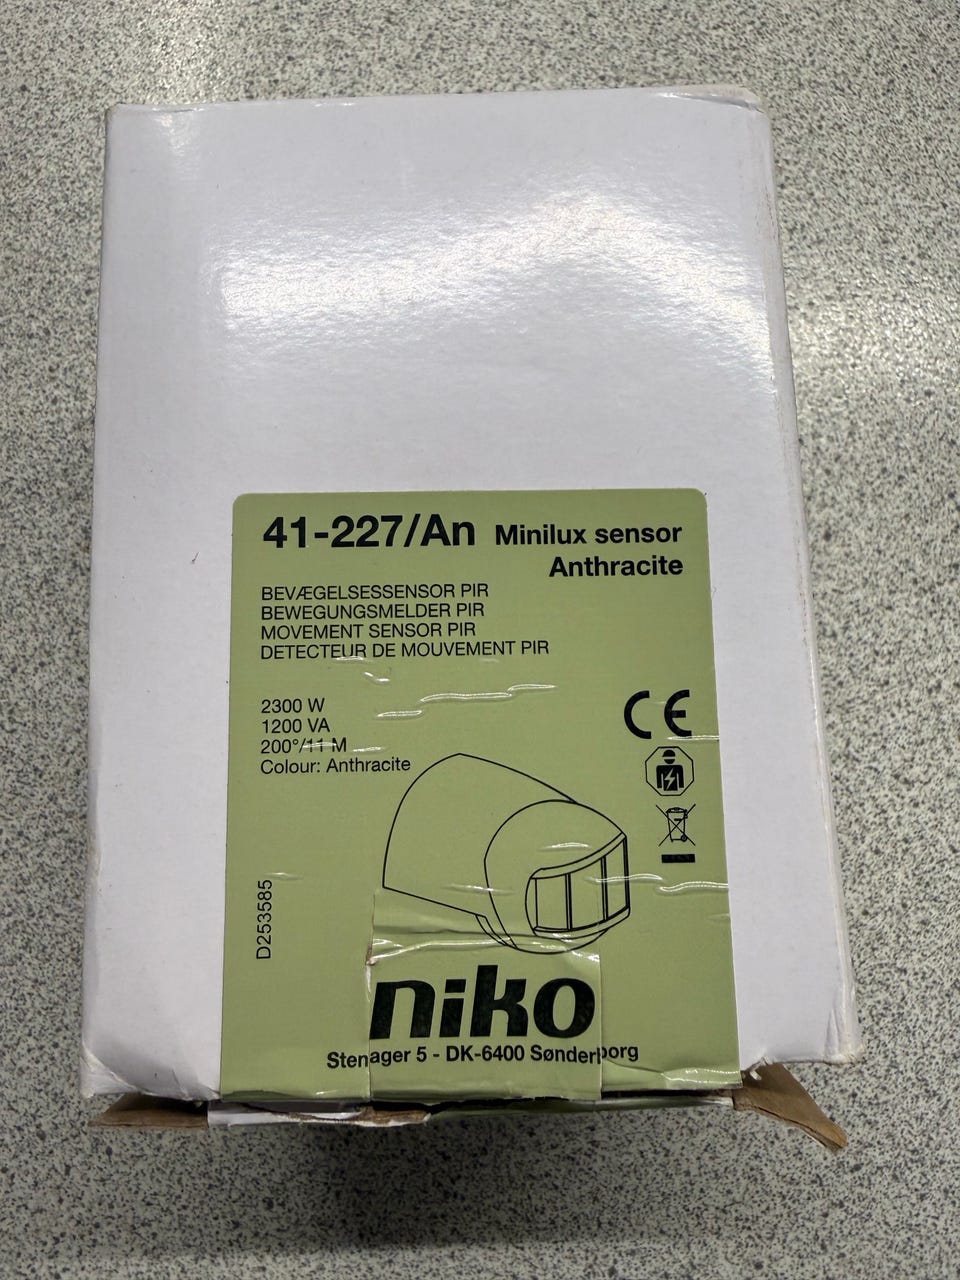 41-227/An Minilux sensor
Anthracite
BEVÆGELSESSENSOR PIR
BEWEGUNGSMELDER PIR
MOVEMENT SENSOR PIR
DETECTEUR DE MOUVEMENT PIR
2300 W
1200 VA
200°/11 M
Colour: Anthracite
CE
D253585
niko
Stenager 5 - DK-6400 Sønderborg